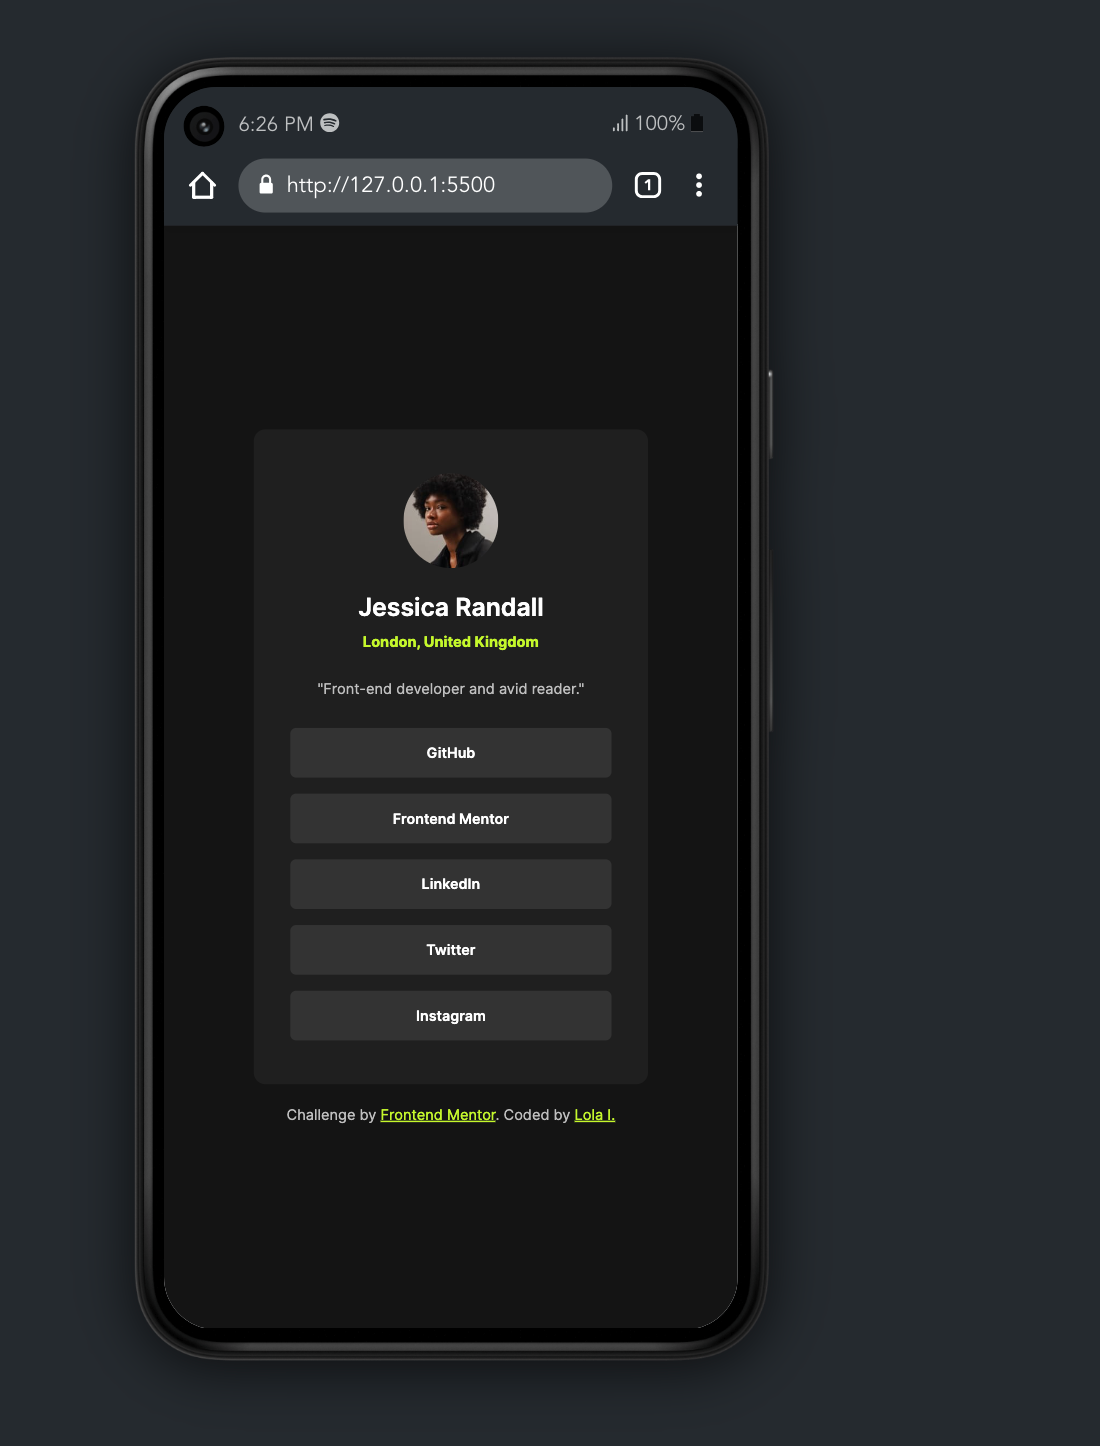 6:26 PM 100%
http://127.0.0.1:5500 1
Jessica Randall
London, United Kingdom
"Front-end developer and avid reader."
GitHub
Frontend Mentor
LinkedIn
Twitter
Instagram
Challenge by Frontend Mentor. Coded by Lola I.